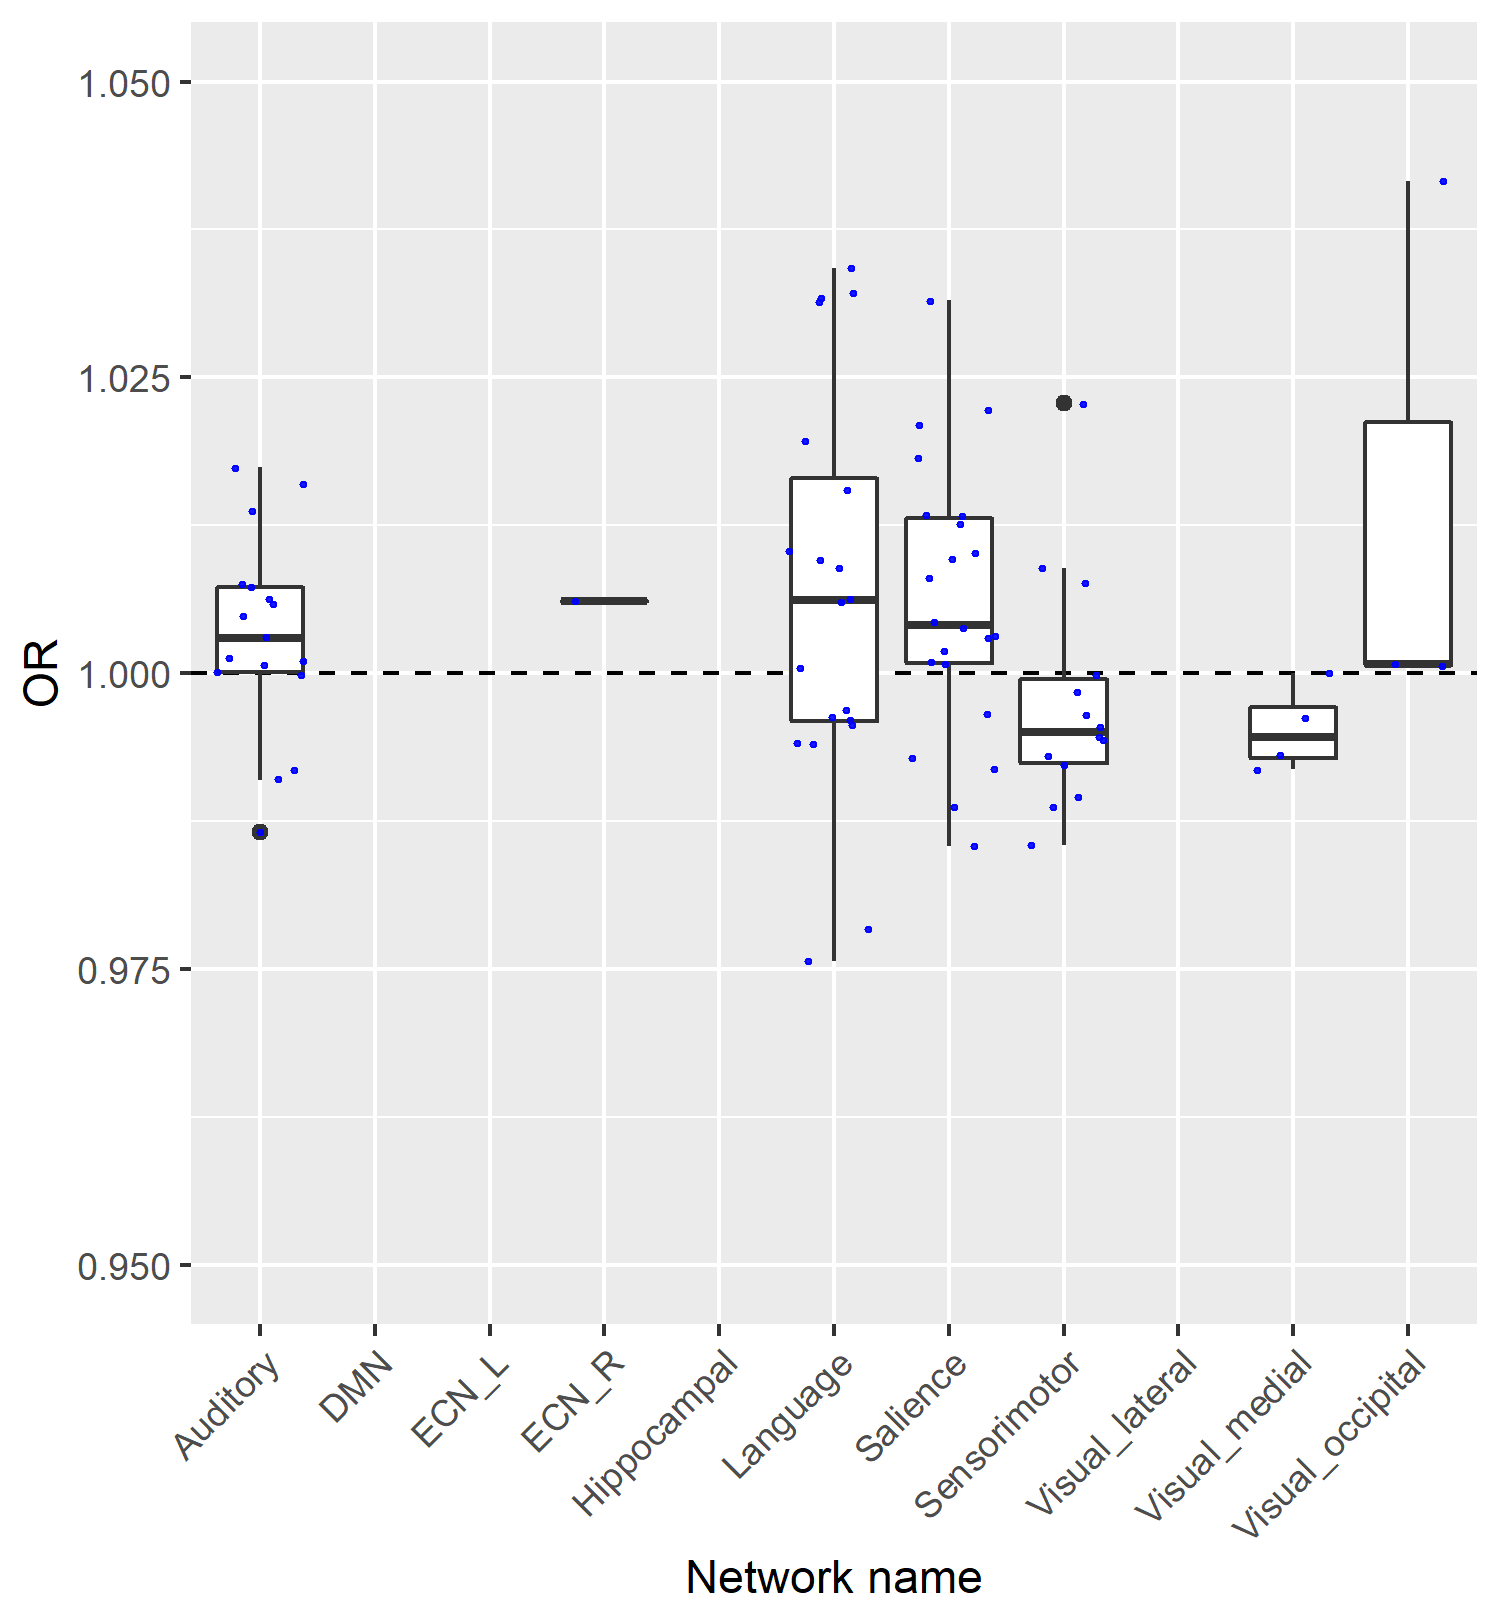 1.050
1.025
1.000
0.975
0.950
OR
Auditory
DMN
ECN_L
ECN_R
Hippocampal
Language
Salience
Sensorimotor
Visual_lateral
Visual_medial
Visual_occipital
Network name